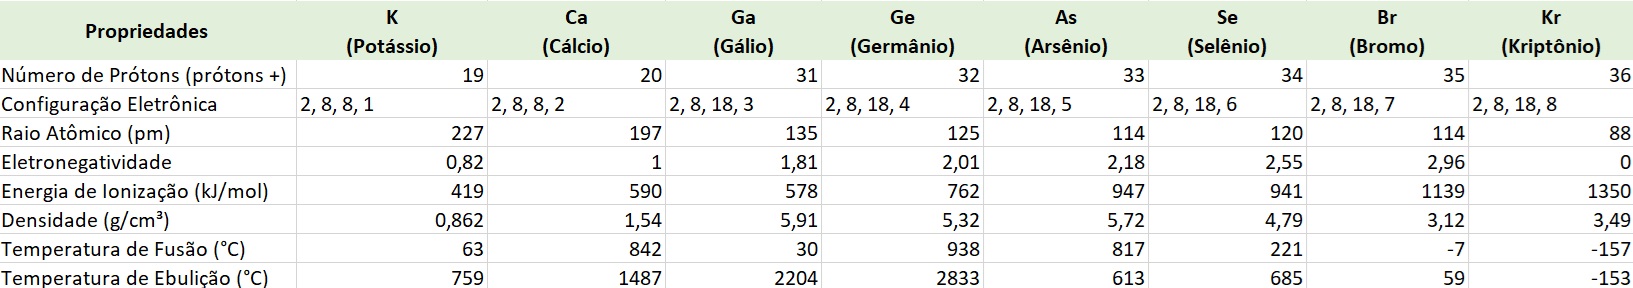 Propriedades | K (Potássio) | Ca (Cálcio) | Ga (Gálio) | Ge (Germânio) | As (Arsênio) | Se (Selênio) | Br (Bromo) | Kr (Kriptônio)
Número de Prótons (prótons +) | 19 | 20 | 31 | 32 | 33 | 34 | 35 | 36
Configuração Eletrônica | 2, 8, 8, 1 | 2, 8, 8, 2 | 2, 8, 18, 3 | 2, 8, 18, 4 | 2, 8, 18, 5 | 2, 8, 18, 6 | 2, 8, 18, 7 | 2, 8, 18, 8
Raio Atômico (pm) | 227 | 197 | 135 | 125 | 114 | 120 | 114 | 88
Eletronegatividade | 0,82 | 1 | 1,81 | 2,01 | 2,18 | 2,55 | 2,96 | 0
Energia de Ionização (kJ/mol) | 419 | 590 | 578 | 762 | 947 | 941 | 1139 | 1350
Densidade (g/cm³) | 0,862 | 1,54 | 5,91 | 5,32 | 5,72 | 4,79 | 3,12 | 3,49
Temperatura de Fusão (°C) | 63 | 842 | 30 | 938 | 817 | 221 | -7 | -157
Temperatura de Ebulição (°C) | 759 | 1487 | 2204 | 2833 | 613 | 685 | 59 | -153